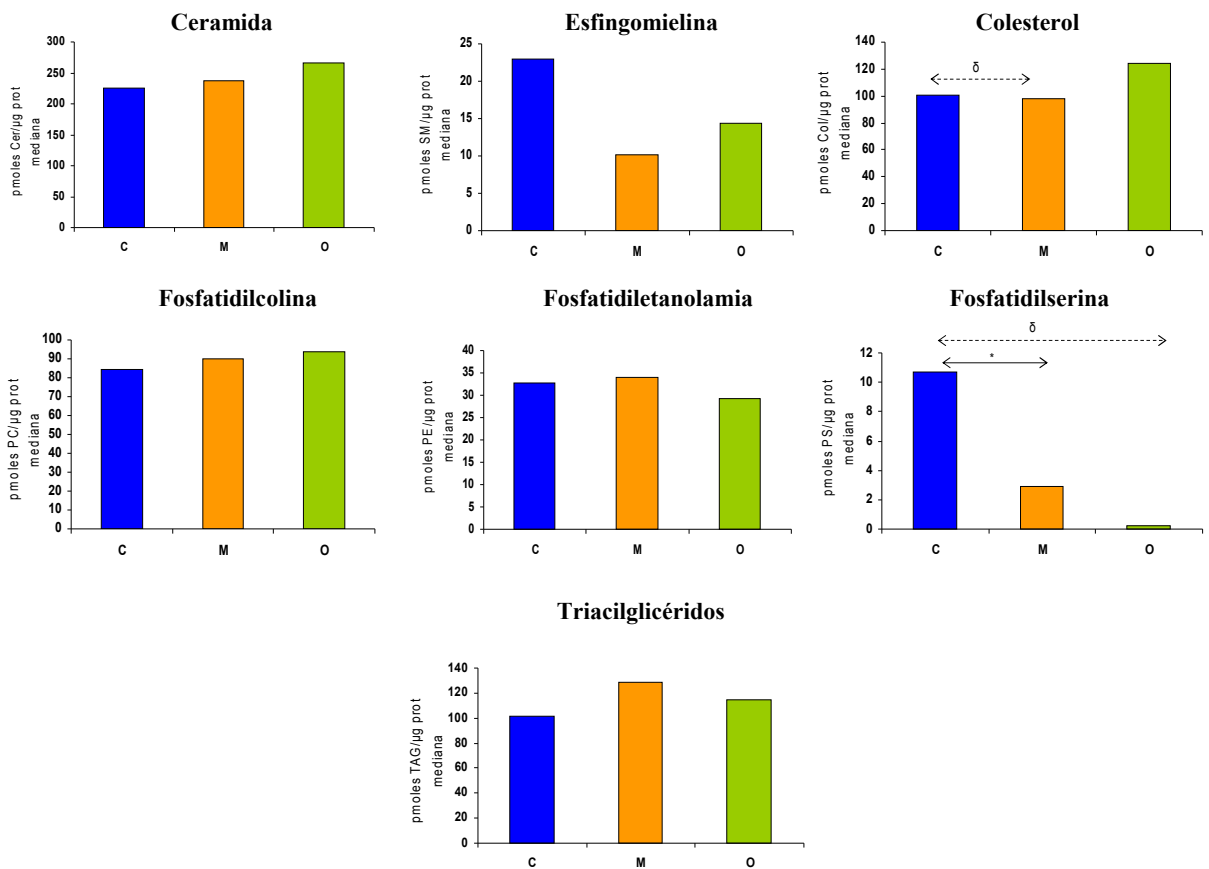 Ceramida
pmoles Cer/µg prot
mediana
300
250
200
150
100
50
0
C M O
Esfingomielina
pmoles SM/µg prot
mediana
25
20
15
10
5
0
C M O
Colesterol
pmoles Col/µg prot
mediana
140
120
100
80
60
40
20
0
δ
C M O
Fosfatidilcolina
pmoles PC/µg prot
mediana
100
90
80
70
60
50
40
30
20
10
0
C M O
Fosfatidiletanolamia
pmoles PE/µg prot
mediana
40
35
30
25
20
15
10
5
0
C M O
Fosfatidilserina
pmoles PS/µg prot
mediana
δ
*
12
10
8
6
4
2
0
C M O
Triacilglicéridos
pmoles TAG/µg prot
mediana
140
120
100
80
60
40
20
0
C M O